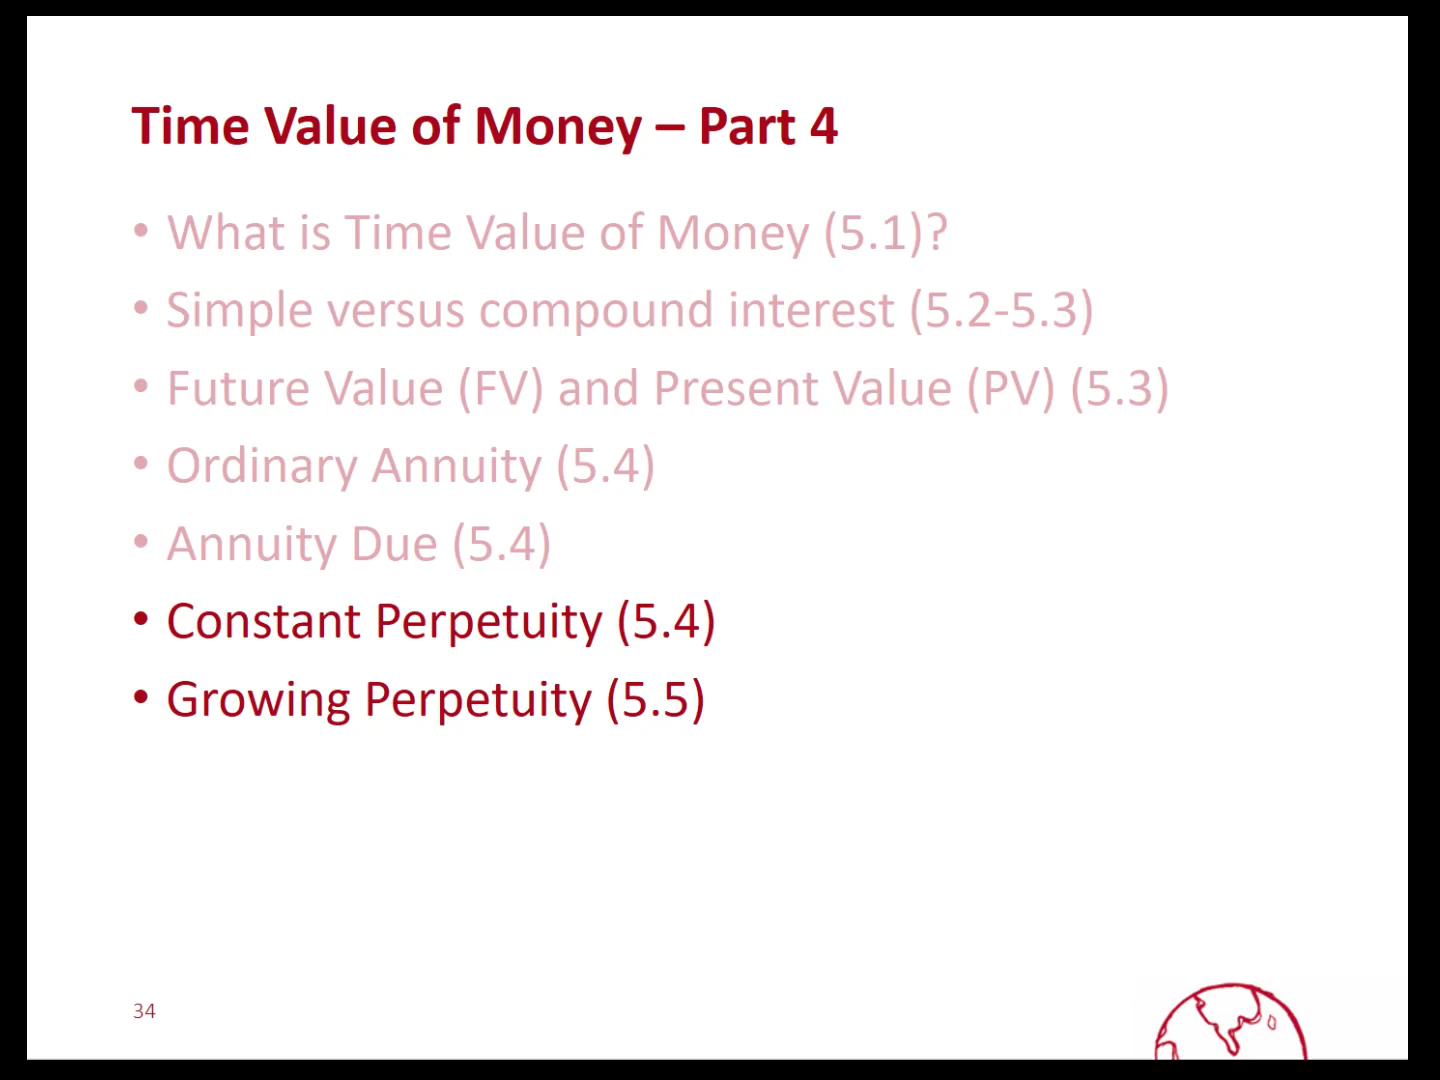 Time Value of Money – Part 4
• What is Time Value of Money (5.1)?
• Simple versus compound interest (5.2-5.3)
• Future Value (FV) and Present Value (PV) (5.3)
• Ordinary Annuity (5.4)
• Annuity Due (5.4)
• Constant Perpetuity (5.4)
• Growing Perpetuity (5.5)
34